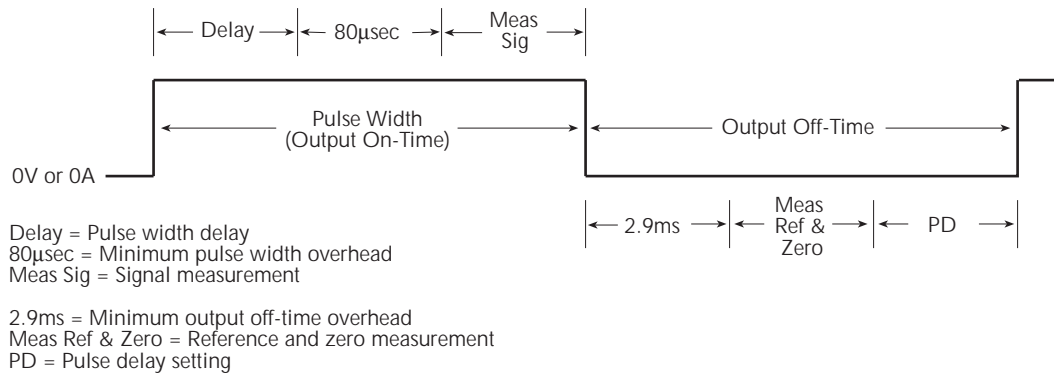 Delay
80µsec
Meas
Sig
Pulse Width
(Output On-Time)
Output Off-Time
0V or 0A
2.9ms
Meas
Ref &
Zero
PD
Delay = Pulse width delay
80µsec = Minimum pulse width overhead
Meas Sig = Signal measurement
2.9ms = Minimum output off-time overhead
Meas Ref & Zero = Reference and zero measurement
PD = Pulse delay setting